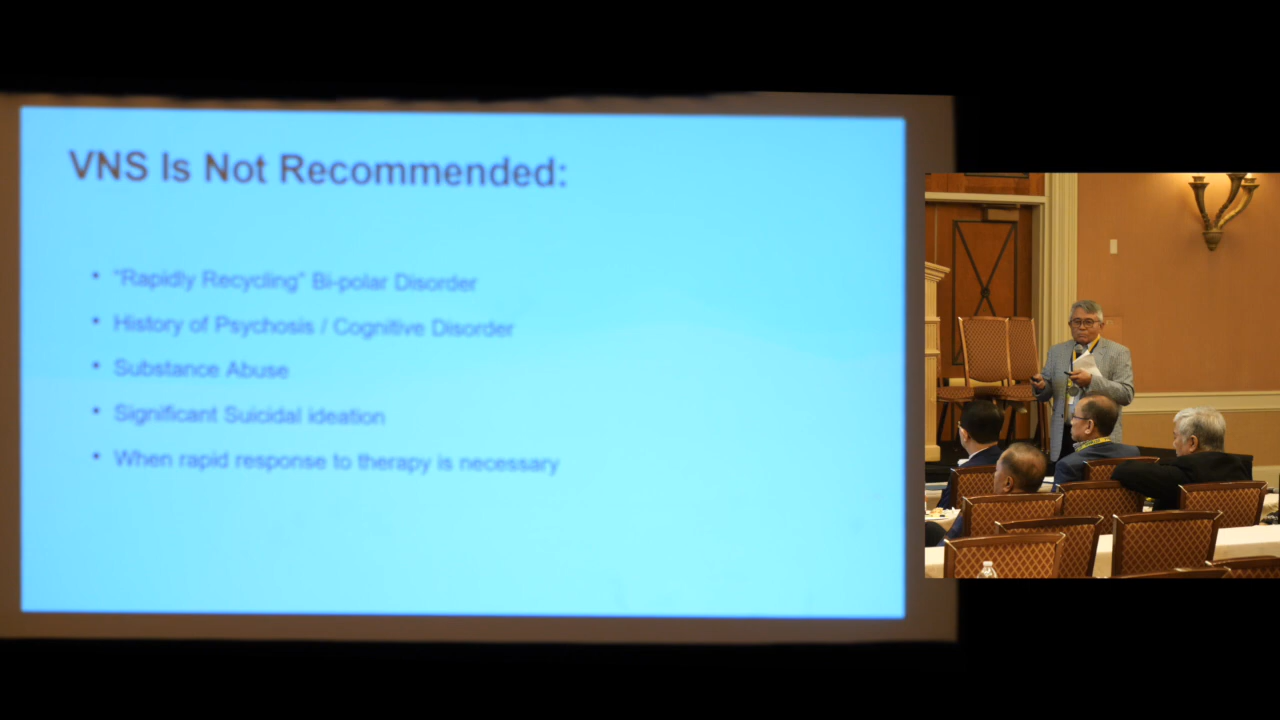 VNS Is Not Recommended:
• "Rapidly Recycling" Bi-polar Disorder
• History of Psychosis / Cognitive Disorder
• Substance Abuse
• Significant Suicidal ideation
• When rapid response to therapy is necessary